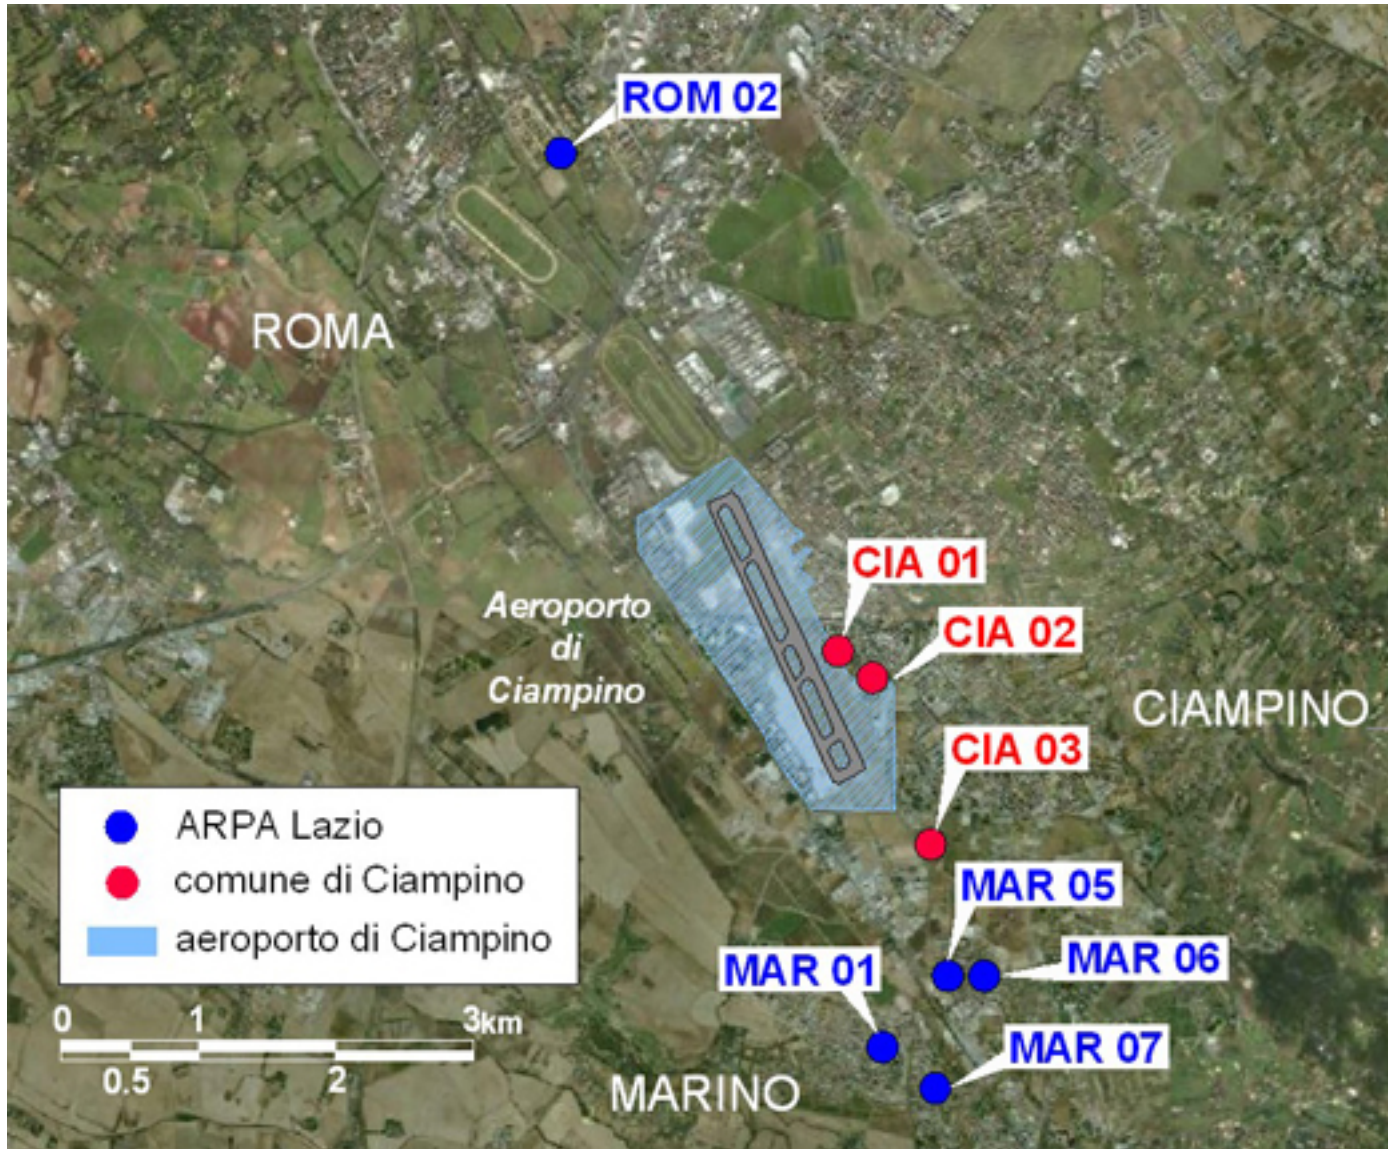 ROM 02
ROMA
CIA 01
Aeroporto
di
Ciampino
CIA 02
CIAMPINO
CIA 03
ARPA Lazio
comune di Ciampino
aeroporto di Ciampino
MAR 05
MAR 06
MAR 01
MAR 07
MARINO
0 1 3km
0.5 2